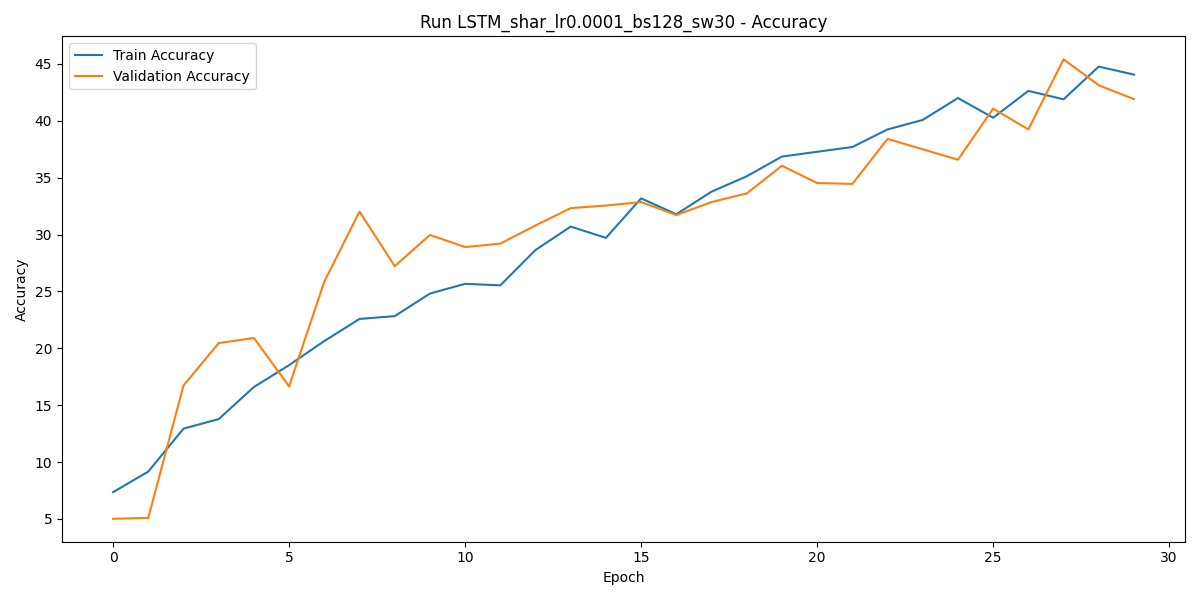 Run LSTM_shar_lr0.0001_bs128_sw30 - Accuracy
Train Accuracy
Validation Accuracy
Accuracy
45
40
35
30
25
20
15
10
5
0 5 10 15 20 25 30
Epoch